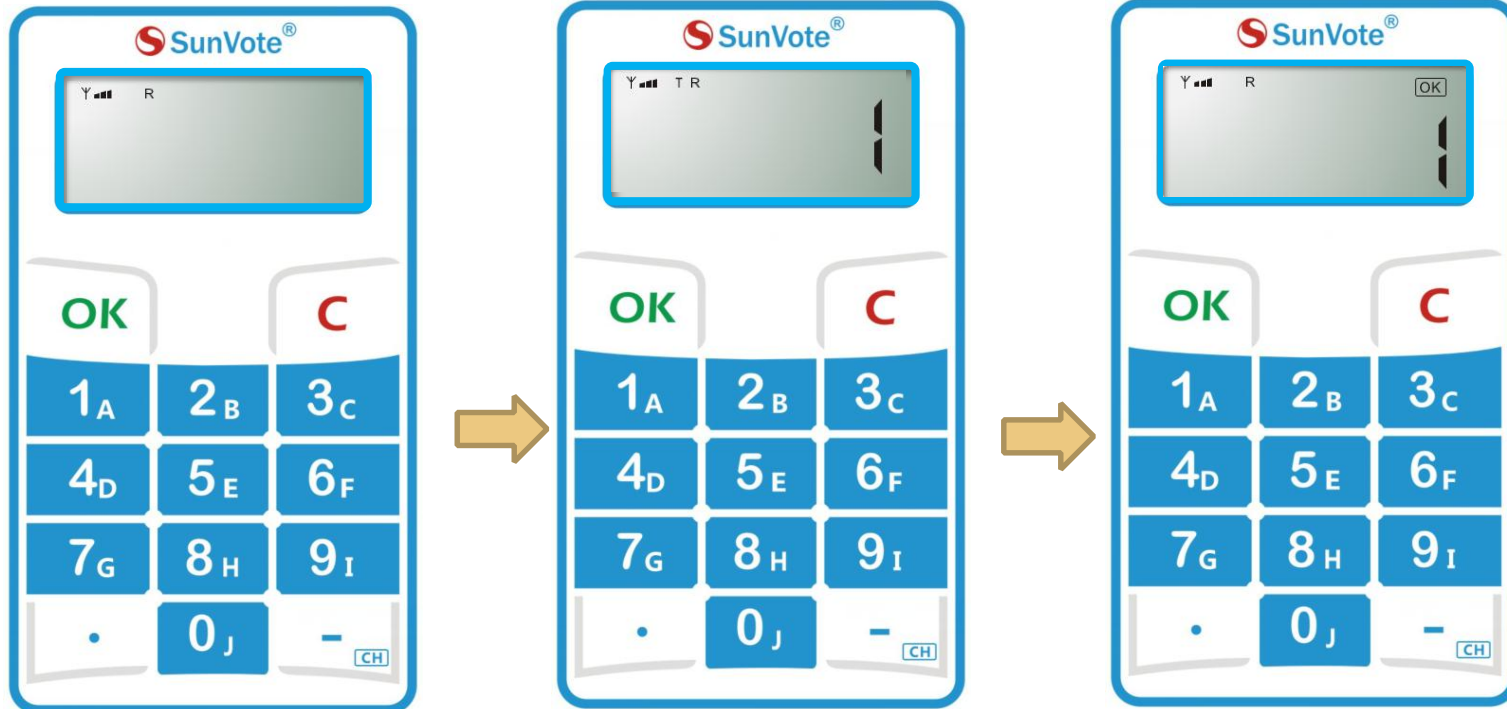 SunVote®
R
OK C
1A 2B 3C
4D 5E 6F
7G 8H 9I
· 0J - CH
SunVote®
T R
1
OK C
1A 2B 3C
4D 5E 6F
7G 8H 9I
· 0J - CH
SunVote®
R OK
1
OK C
1A 2B 3C
4D 5E 6F
7G 8H 9I
· 0J - CH